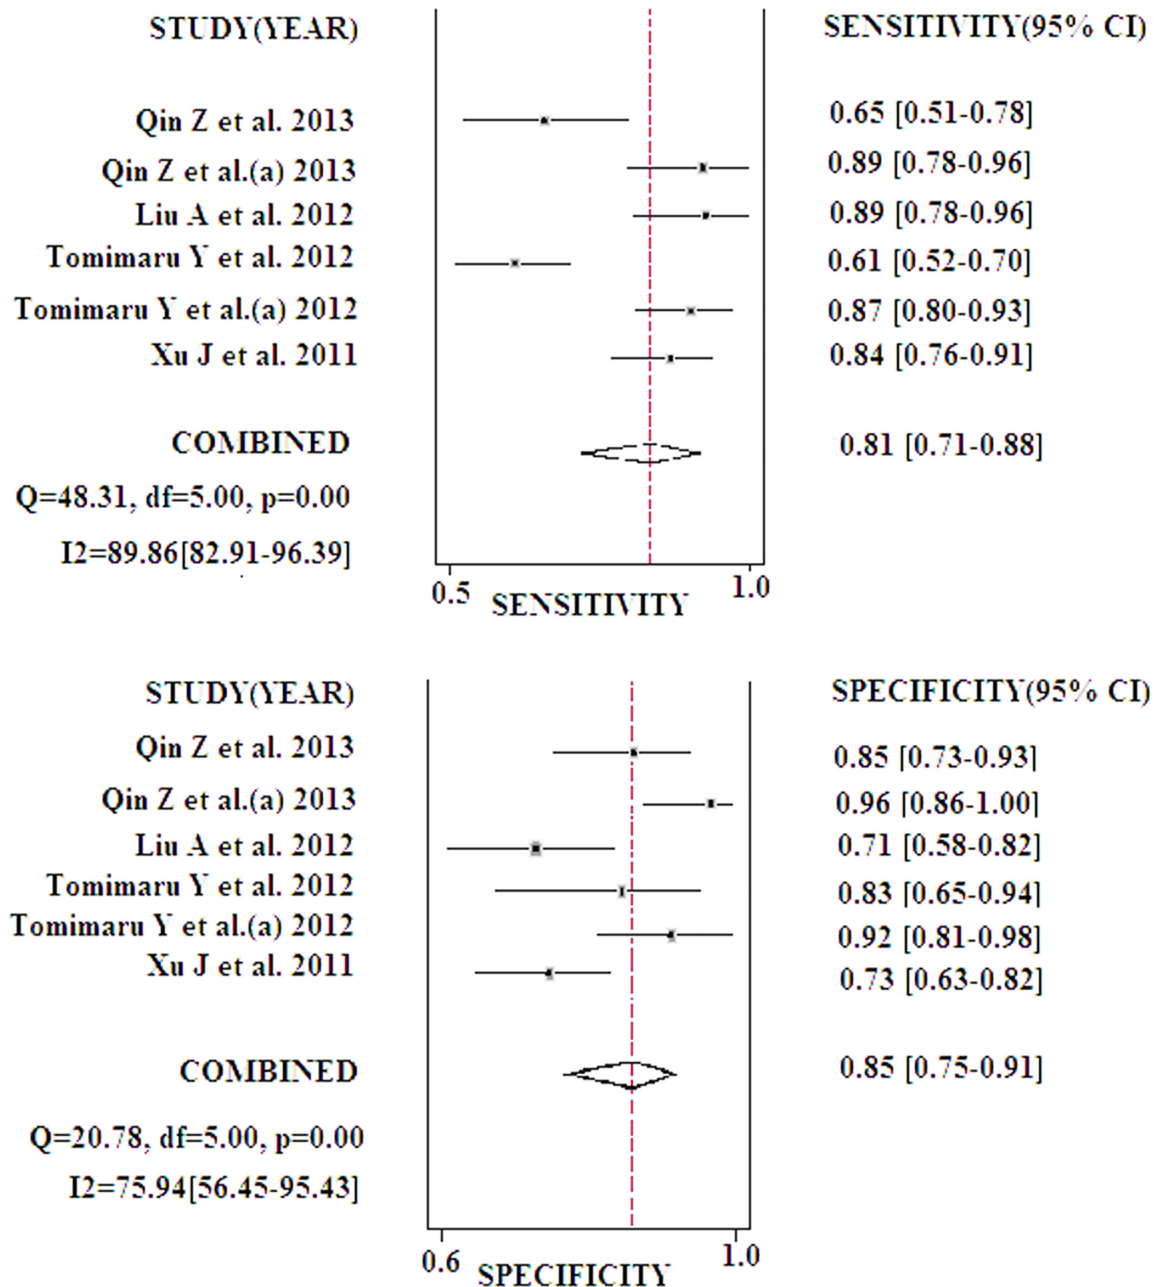 STUDY(YEAR) SENSITIVITY(95% CI)
Qin Z et al. 2013 0.65 [0.51-0.78]
Qin Z et al.(a) 2013 0.89 [0.78-0.96]
Liu A et al. 2012 0.89 [0.78-0.96]
Tomimaru Y et al. 2012 0.61 [0.52-0.70]
Tomimaru Y et al.(a) 2012 0.87 [0.80-0.93]
Xu J et al. 2011 0.84 [0.76-0.91]
COMBINED 0.81 [0.71-0.88]
Q=48.31, df=5.00, p=0.00
I2=89.86[82.91-96.39]
0.5 1.0
SENSITIVITY
STUDY(YEAR) SPECIFICITY(95% CI)
Qin Z et al. 2013 0.85 [0.73-0.93]
Qin Z et al.(a) 2013 0.96 [0.86-1.00]
Liu A et al. 2012 0.71 [0.58-0.82]
Tomimaru Y et al. 2012 0.83 [0.65-0.94]
Tomimaru Y et al.(a) 2012 0.92 [0.81-0.98]
Xu J et al. 2011 0.73 [0.63-0.82]
COMBINED 0.85 [0.75-0.91]
Q=20.78, df=5.00, p=0.00
I2=75.94[56.45-95.43]
0.6 1.0
SPECIFICITY